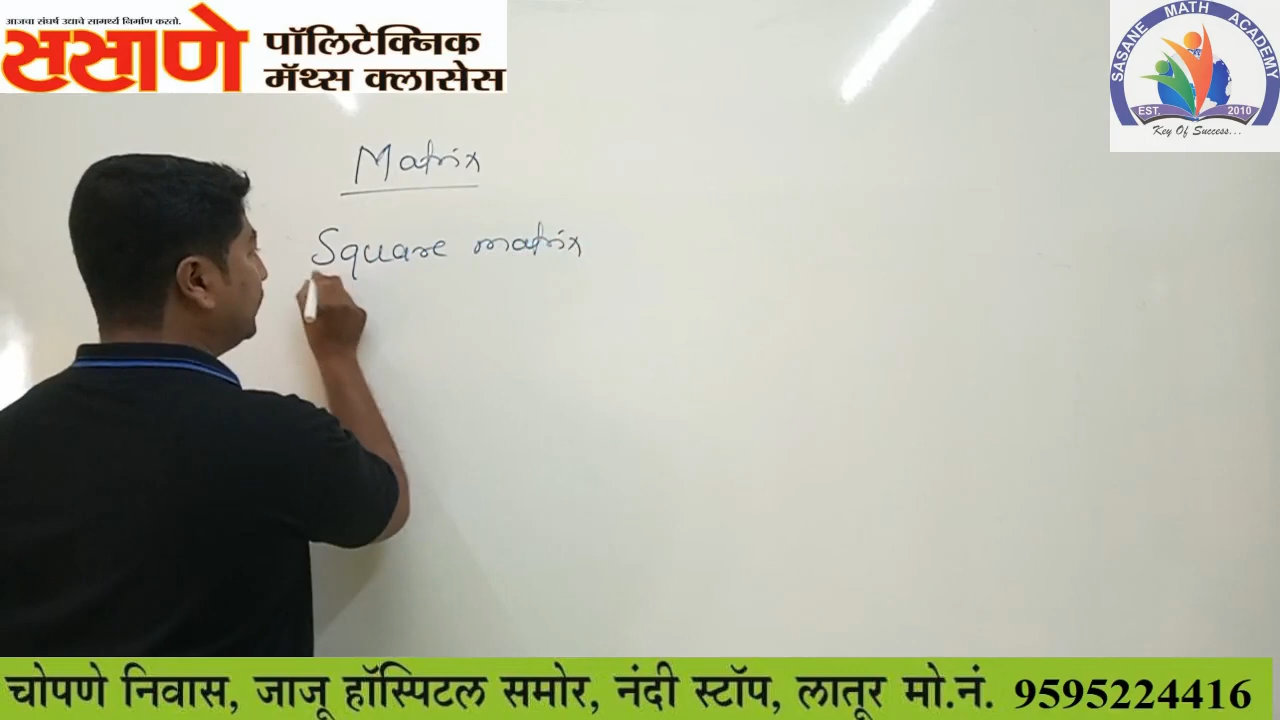 आजचा संघर्ष उद्याचे सामर्थ्य निर्माण करतो.
ससाणे पॉलिटेक्निक
मॅथ्स क्लासेस
SASANE MATH ACADEMY
EST. 2010
Key Of Success...
Matrix
Square matrix
चोपणे निवास, जाजू हॉस्पिटल समोर, नंदी स्टॉप, लातूर मो.नं. 9595224416